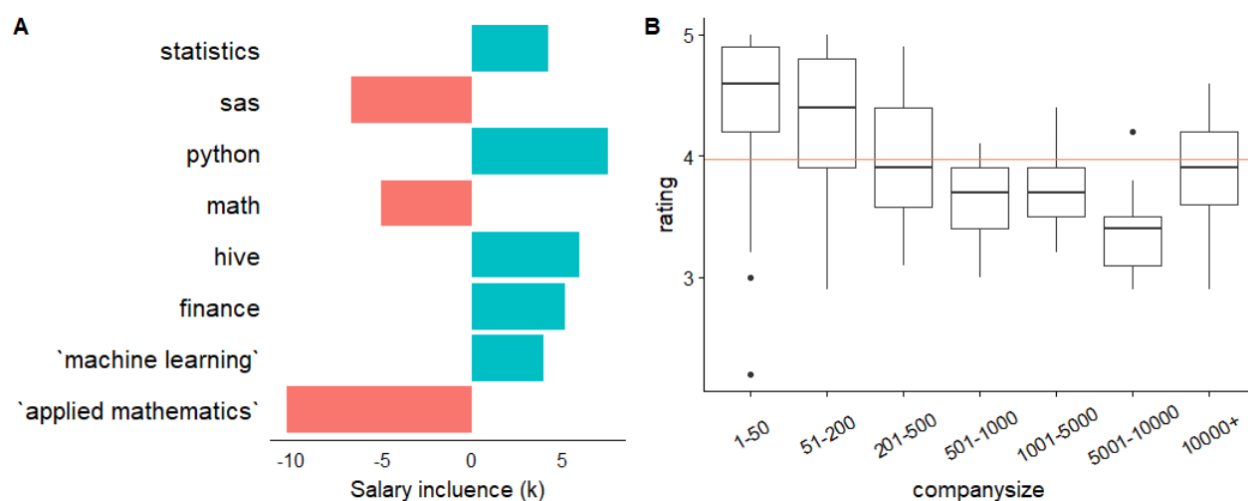 A
statistics
sas
python
math
hive
finance
`machine learning`
`applied mathematics`
-10 -5 0 5
Salary incluence (k)
B
5
4
3
rating
1-50 51-200 201-500 501-1000 1001-5000 5001-10000 10000+
companysize